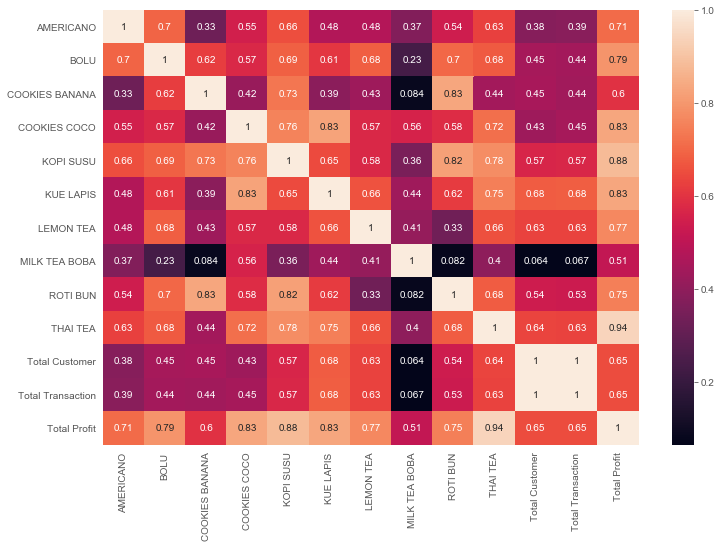 AMERICANO 1 0.7 0.33 0.55 0.66 0.48 0.48 0.37 0.54 0.63 0.38 0.39 0.71
BOLU 0.7 1 0.62 0.57 0.69 0.61 0.68 0.23 0.7 0.68 0.45 0.44 0.79
COOKIES BANANA 0.33 0.62 1 0.42 0.73 0.39 0.43 0.084 0.83 0.44 0.45 0.44 0.6
COOKIES COCO 0.55 0.57 0.42 1 0.76 0.83 0.57 0.56 0.58 0.72 0.43 0.45 0.83
KOPI SUSU 0.66 0.69 0.73 0.76 1 0.65 0.58 0.36 0.82 0.78 0.57 0.57 0.88
KUE LAPIS 0.48 0.61 0.39 0.83 0.65 1 0.66 0.44 0.62 0.75 0.68 0.68 0.83
LEMON TEA 0.48 0.68 0.43 0.57 0.58 0.66 1 0.41 0.33 0.66 0.63 0.63 0.77
MILK TEA BOBA 0.37 0.23 0.084 0.56 0.36 0.44 0.41 1 0.082 0.4 0.064 0.067 0.51
ROTI BUN 0.54 0.7 0.83 0.58 0.82 0.62 0.33 0.082 1 0.68 0.54 0.53 0.75
THAI TEA 0.63 0.68 0.44 0.72 0.78 0.75 0.66 0.4 0.68 1 0.64 0.63 0.94
Total Customer 0.38 0.45 0.45 0.43 0.57 0.68 0.63 0.064 0.54 0.64 1 1 0.65
Total Transaction 0.39 0.44 0.44 0.45 0.57 0.68 0.63 0.067 0.53 0.63 1 1 0.65
Total Profit 0.71 0.79 0.6 0.83 0.88 0.83 0.77 0.51 0.75 0.94 0.65 0.65 1
AMERICANO
BOLU
COOKIES BANANA
COOKIES COCO
KOPI SUSU
KUE LAPIS
LEMON TEA
MILK TEA BOBA
ROTI BUN
THAI TEA
Total Customer
Total Transaction
Total Profit
1.0
0.8
0.6
0.4
0.2